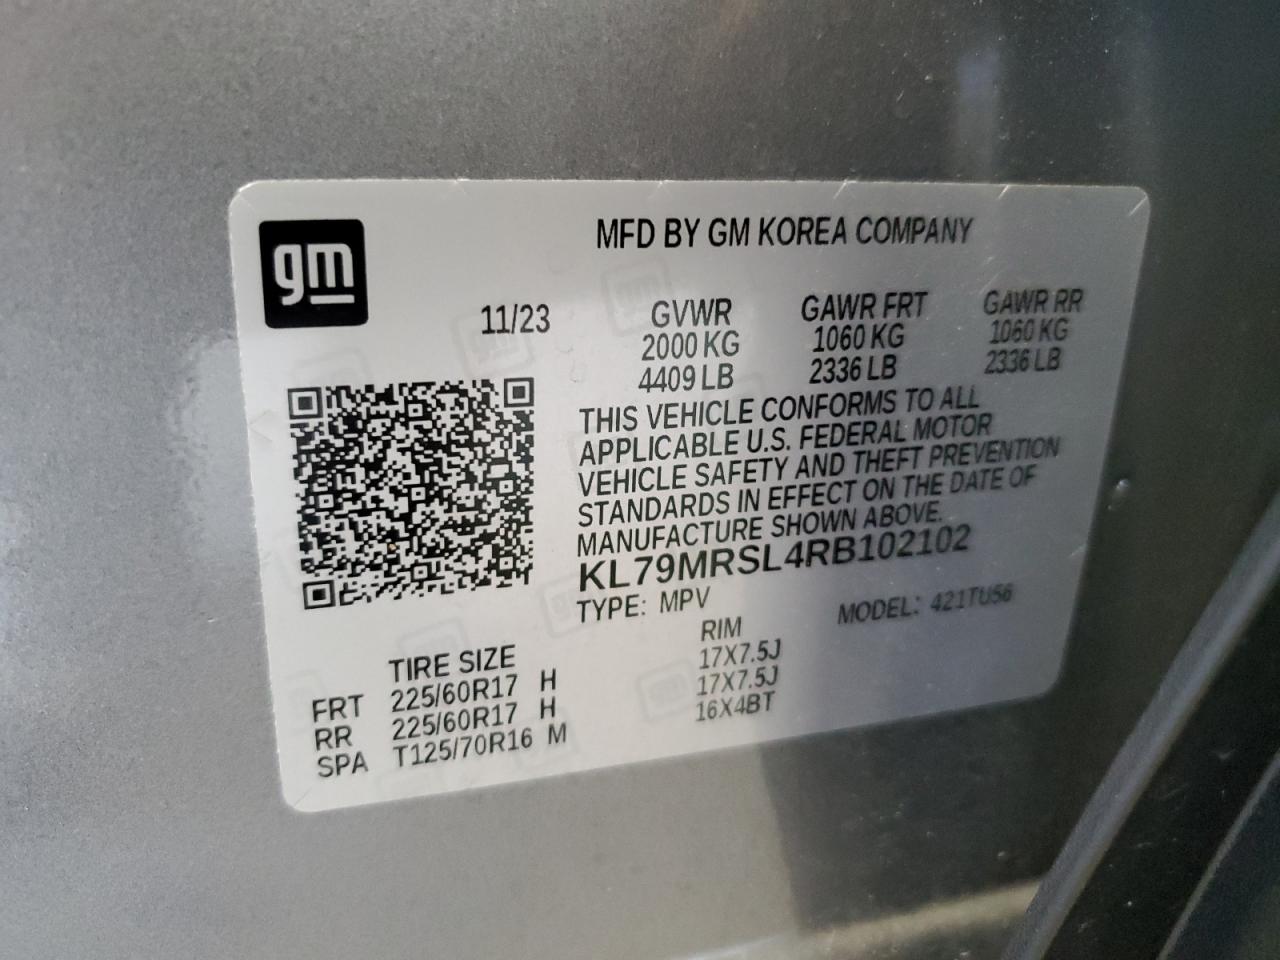 gm
MFD BY GM KOREA COMPANY
11/23
GVWR GAWR FRT GAWR RR
2000 KG 1060 KG 1060 KG
4409 LB 2336 LB 2336 LB
THIS VEHICLE CONFORMS TO ALL
APPLICABLE U.S. FEDERAL MOTOR
VEHICLE SAFETY AND THEFT PREVENTION
STANDARDS IN EFFECT ON THE DATE OF
MANUFACTURE SHOWN ABOVE.
KL79MRSL4RB102102
TYPE: MPV MODEL: 421TU56
TIRE SIZE RIM
FRT 225/60R17 H 17X7.5J
RR 225/60R17 H 17X7.5J
SPA T125/70R16 M 16X4BT